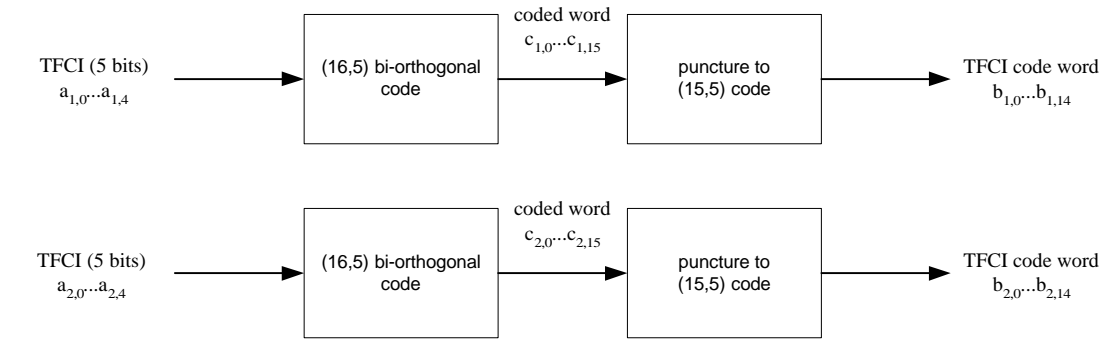 coded word
c1,0...c1,15
TFCI (5 bits)
a1,0...a1,4
(16,5) bi-orthogonal
code
puncture to
(15,5) code
TFCI code word
b1,0...b1,14
coded word
c2,0...c2,15
TFCI (5 bits)
a2,0...a2,4
(16,5) bi-orthogonal
code
puncture to
(15,5) code
TFCI code word
b2,0...b2,14